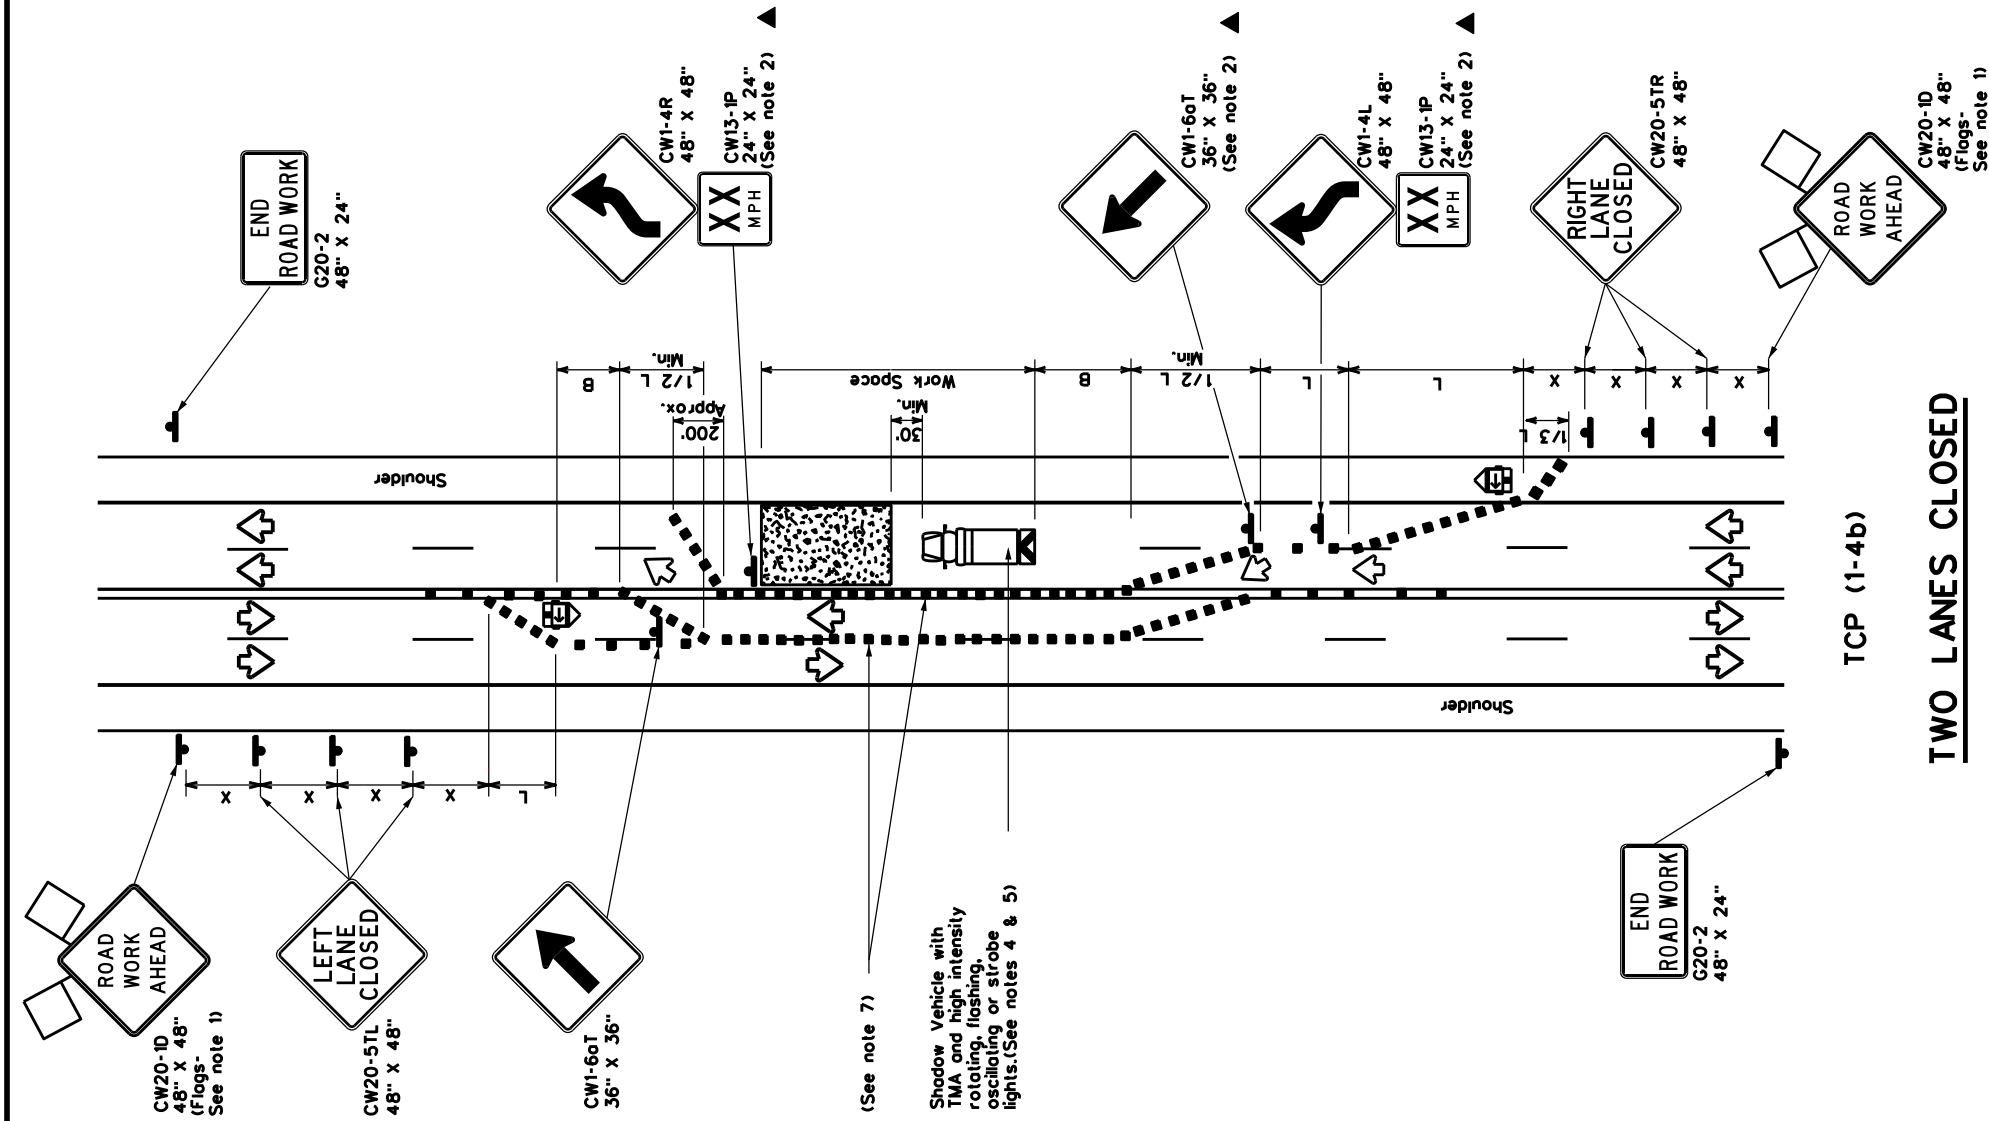 END
ROAD WORK
G20-2
48" X 24"
CW1-4R
48" X 48"
XX
MPH
CW13-1P
24" X 24"
(See note 2)
CW1-6aT
36" X 36"
(See note 2)
CW1-4L
48" X 48"
XX
MPH
CW13-1P
24" X 24"
(See note 2)
RIGHT
LANE
CLOSED
CW20-5TR
48" X 48"
ROAD
WORK
AHEAD
CW20-1D
48" X 48"
(Flags-
See note 1)
B
1/2 L
Min.
200'
Approx.
Work Space
30'
Min.
B
1/2 L
Min.
L
L
1/3 L
X
X
X
X
Shoulder
Shoulder
X
X
X
X
L
ROAD
WORK
AHEAD
CW20-1D
48" X 48"
(Flags-
See note 1)
LEFT
LANE
CLOSED
CW20-5TL
48" X 48"
CW1-6aT
36" X 36"
(See note 7)
Shadow Vehicle with
TMA and high intensity
rotating, flashing,
oscillating or strobe
lights.(See notes 4 & 5)
END
ROAD WORK
G20-2
48" X 24"
TCP (1-4b)
TWO LANES CLOSED